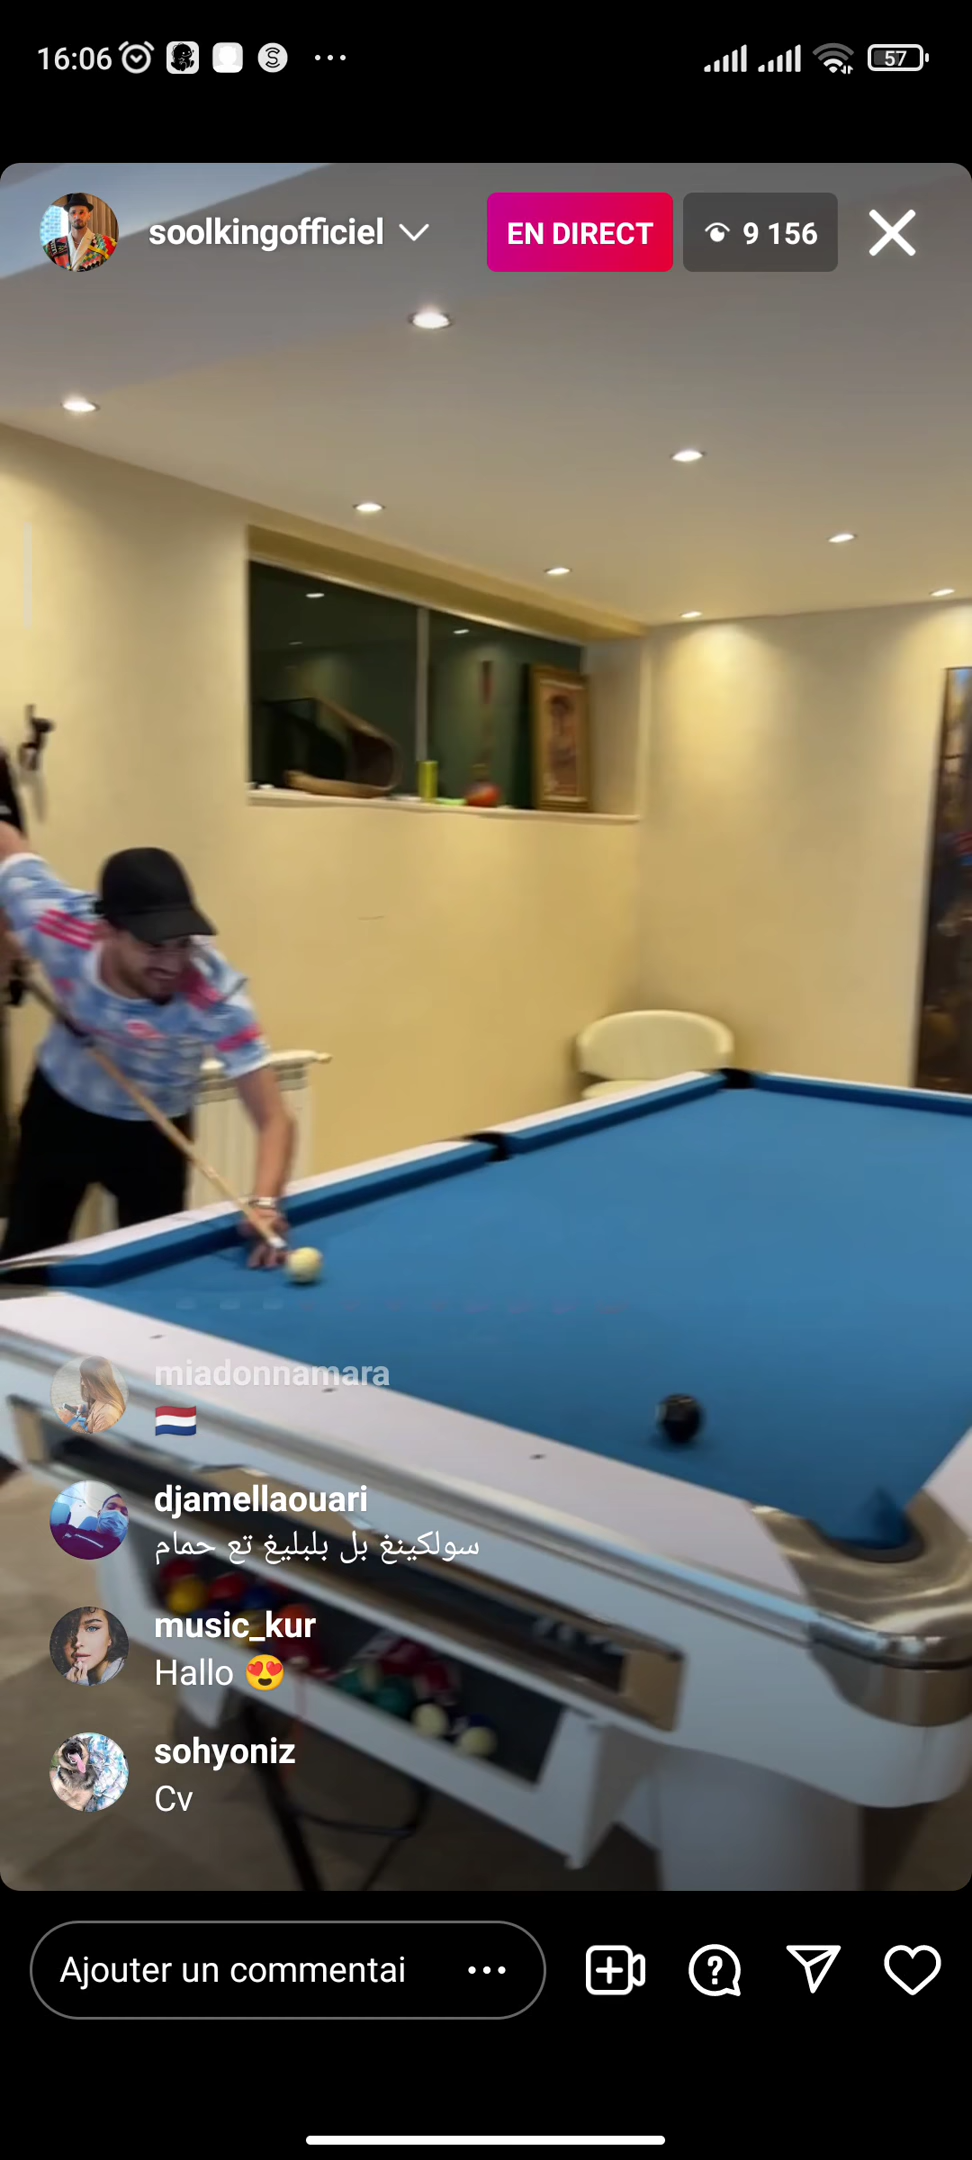 16:06
57
soolkingofficiel
EN DIRECT
9 156
miadonnamara
🇳🇱
djamellaouari
سولكينغ بل بلبليغ تع حمام
music_kur
Hallo 😍
sohyoniz
Cv
Ajouter un commentai